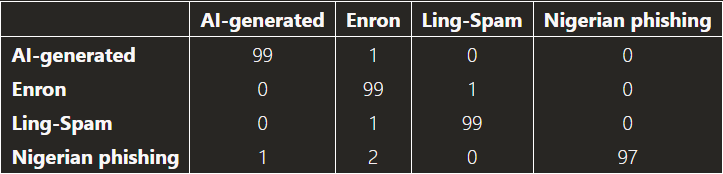 AI-generated Enron Ling-Spam Nigerian phishing
AI-generated 99 1 0 0
Enron 0 99 1 0
Ling-Spam 0 1 99 0
Nigerian phishing 1 2 0 97